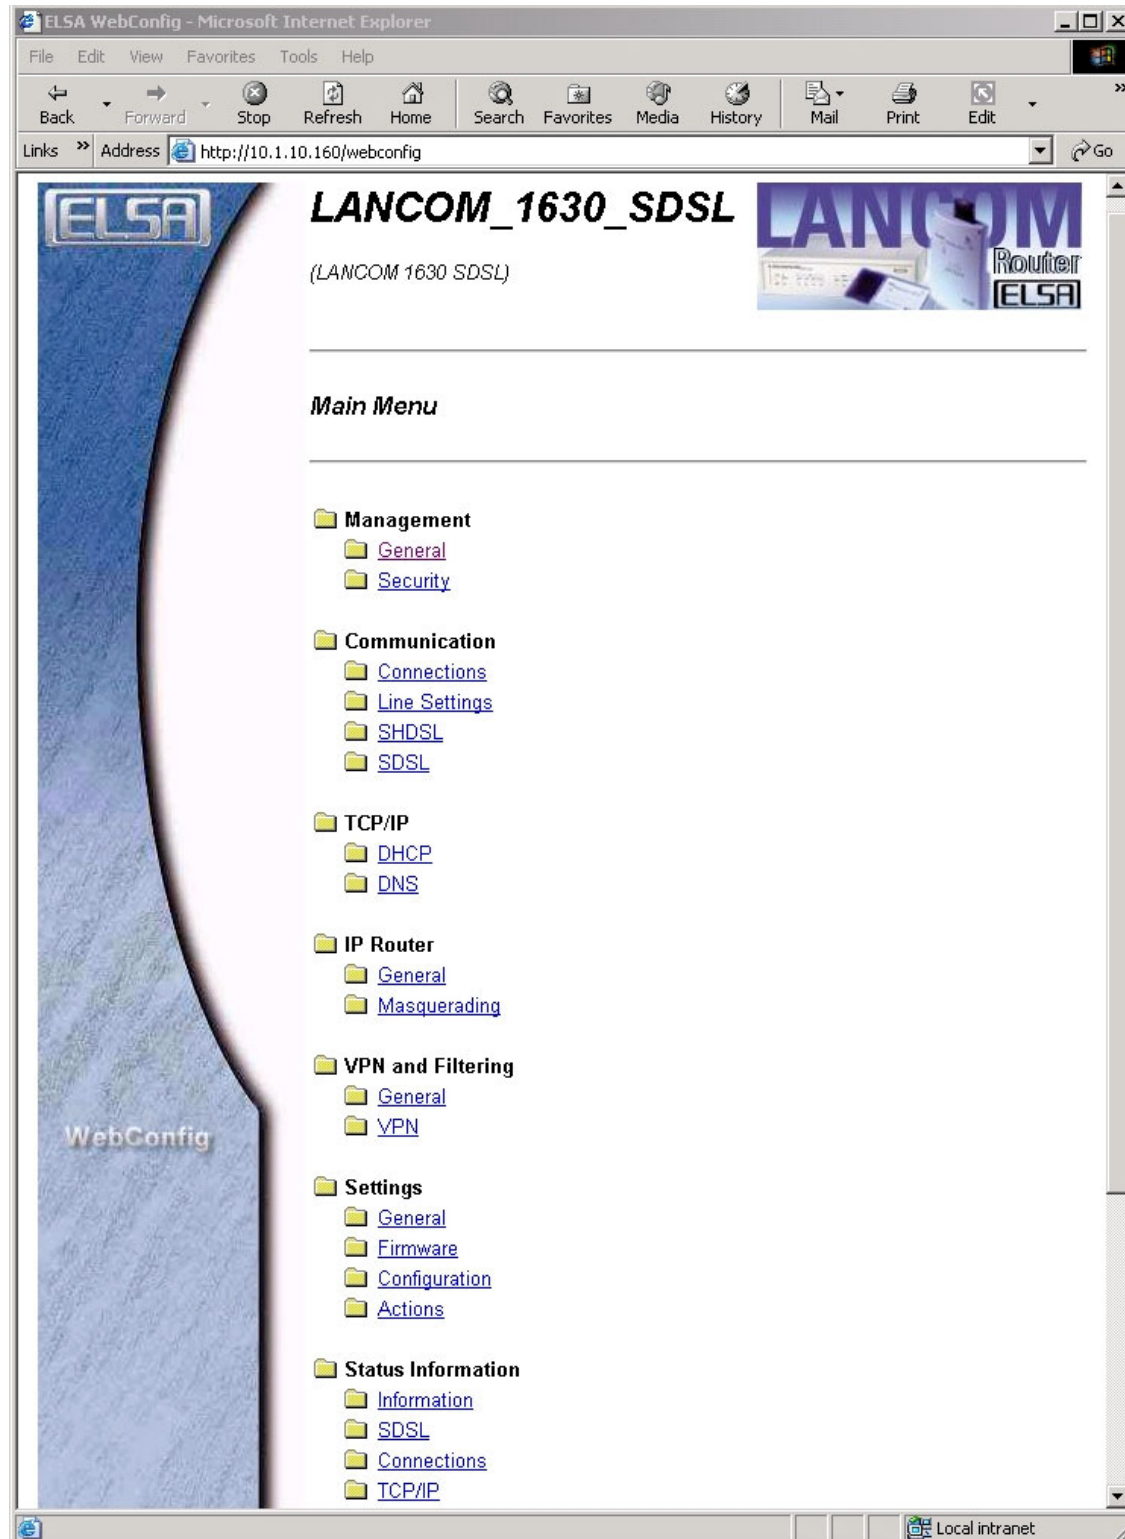 ELSA WebConfig - Microsoft Internet Explorer
File Edit View Favorites Tools Help
Back Forward Stop Refresh Home Search Favorites Media History Mail Print Edit »
Links » Address http://10.1.10.160/webconfig Go
ELSA
LANCOM_1630_SDSL
LANCOM
Router
ELSA
(LANCOM 1630 SDSL)
Main Menu
Management
General
Security
Communication
Connections
Line Settings
SHDSL
SDSL
TCP/IP
DHCP
DNS
IP Router
General
Masquerading
VPN and Filtering
General
VPN
WebConfig
Settings
General
Firmware
Configuration
Actions
Status Information
Information
SDSL
Connections
TCP/IP
Local intranet